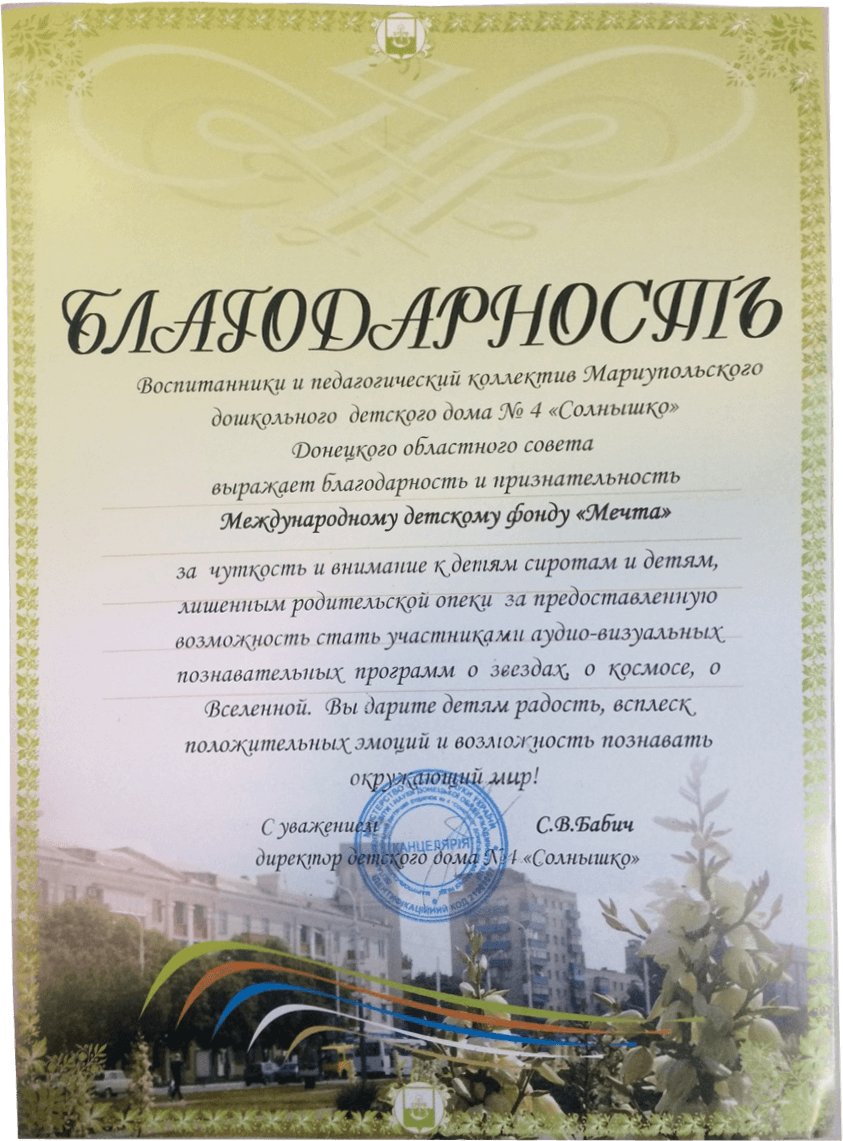 БЛАГОДАРНОСТЬ
Воспитанники и педагогический коллектив Мариупольского
дошкольного детского дома № 4 «Солнышко»
Донецкого областного совета
выражает благодарность и признательность
Международному детскому фонду «Мечта»
за чуткость и внимание к детям сиротам и детям,
лишенным родительской опеки за предоставленную
возможность стать участниками аудио-визуальных
познавательных программ о звездах, о космосе, о
Вселенной. Вы дарите детям радость, всплеск
положительных эмоций и возможность познавать
окружающий мир!
С уважением С.В.Бабич
директор детского дома №4 «Солнышко»
КАНЦЕЛЯРІЯ